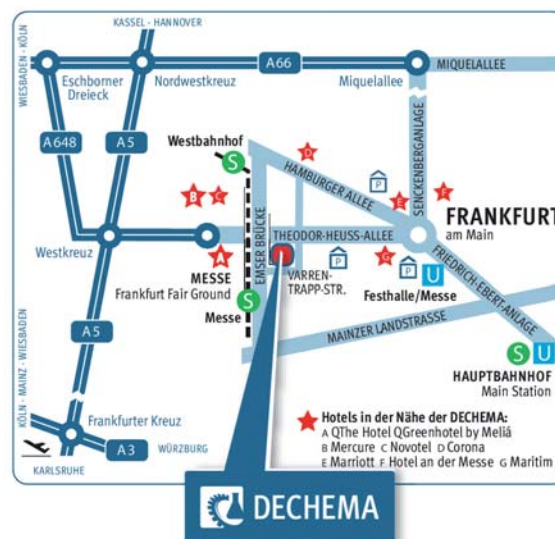 KASSEL - HANNOVER
WIESBADEN - KÖLN
A66
MIQUELALLEE
Eschborner
Dreieck
Nordwestkreuz
Miquelallee
A648
A5
Westbahnhof
S
D
HAMBURGER ALLEE
SENCKENBERGANLAGE
P
B
C
E
F
FRANKFURT
am Main
Westkreuz
A
EMSER BRÜCKE
THEODOR-HEUSS-ALLEE
G
P
P
U
MESSE
Frankfurt Fair Ground
VARREN-
TRAPP-STR.
Festhalle/Messe
FRIEDRICH-EBERT-ANLAGE
Messe
S
A5
MAINZER LANDSTRASSE
S
U
HAUPTBAHNHOF
Main Station
KÖLN - MAINZ - WIESBADEN
Frankfurter Kreuz
A3
WÜRZBURG
KARLSRUHE
Hotels in der Nähe der DECHEMA:
A QThe Hotel QGreenhotel by Meliá
B Mercure C Novotel D Corona
E Marriott F Hotel an der Messe G Maritim
DECHEMA